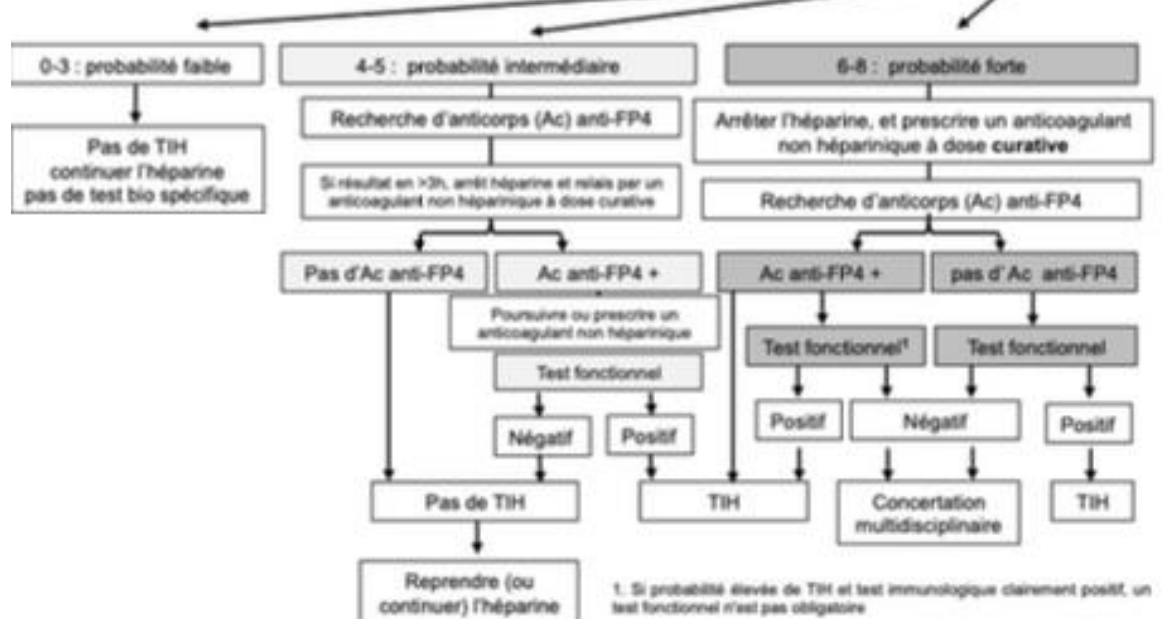 0-3 : probabilité faible
4-5 : probabilité intermédiaire
6-8 : probabilité forte
Pas de TIH
continuer l'héparine
pas de test bio spécifique
Recherche d'anticorps (Ac) anti-FP4
Si résultat en >3h, arrêt héparine et relais par un
anticoagulant non héparinique à dose curative
Arrêter l'héparine, et prescrire un anticoagulant
non héparinique à dose curative
Recherche d'anticorps (Ac) anti-FP4
Pas d'Ac anti-FP4
Ac anti-FP4 +
Ac anti-FP4 +
pas d' Ac anti-FP4
Poursuivre ou prescrire un
anticoagulant non héparinique
Test fonctionnel
Test fonctionnel¹
Test fonctionnel
Négatif
Positif
Positif
Négatif
Positif
Pas de TIH
TIH
Concertation
multidisciplinaire
TIH
Reprendre (ou
continuer) l'héparine
1. Si probabilité élevée de TIH et test immunologique clairement positif, un
test fonctionnel n'est pas obligatoire